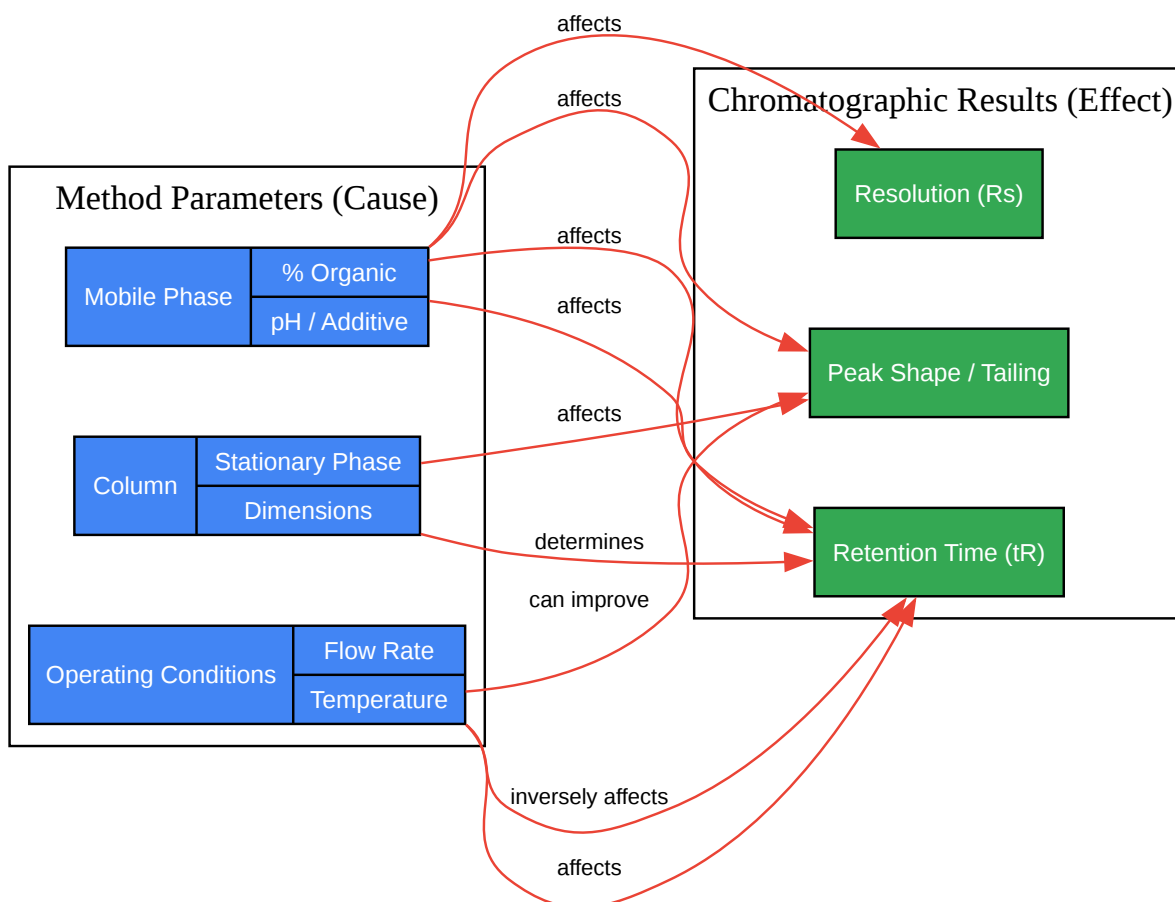 affects
Chromatographic Results (Effect)
affects
Resolution (Rs)
Method Parameters (Cause)
Mobile Phase
% Organic
pH / Additive
affects
affects
Peak Shape / Tailing
affects
Column
Stationary Phase
Dimensions
determines
Retention Time (tR)
can improve
Operating Conditions
Flow Rate
Temperature
inversely affects
affects